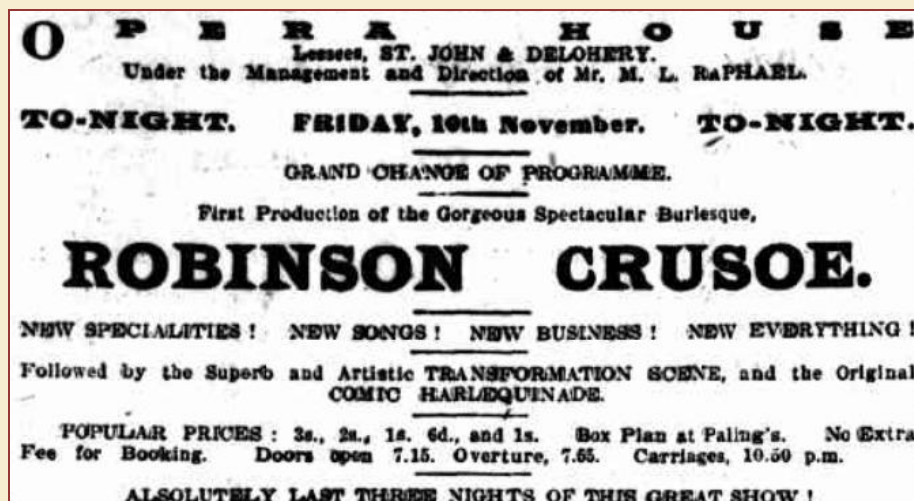 OPERA HOUSE
Lessees, ST. JOHN & DELOHERY.
Under the Management and Direction of Mr. M. L. RAPHAEL.
TO-NIGHT. FRIDAY, 10th November. TO-NIGHT.
GRAND CHANGE OF PROGRAMME.
First Production of the Gorgeous Spectacular Burlesque,
ROBINSON CRUSOE.
NEW SPECIALITIES! NEW SONGS! NEW BUSINESS! NEW EVERYTHING!
Followed by the Superb and Artistic TRANSFORMATION SCENE, and the Original
COMIC HARLEQUINADE.
POPULAR PRICES: 3s., 2s., 1s. 6d., and 1s. Box Plan at Paling's. No Extra
Fee for Booking. Doors open 7.15. Overture, 7.55. Carriages, 10.50 p.m.
ALSOLUTELY LAST THREE NIGHTS OF THIS GREAT SHOW!